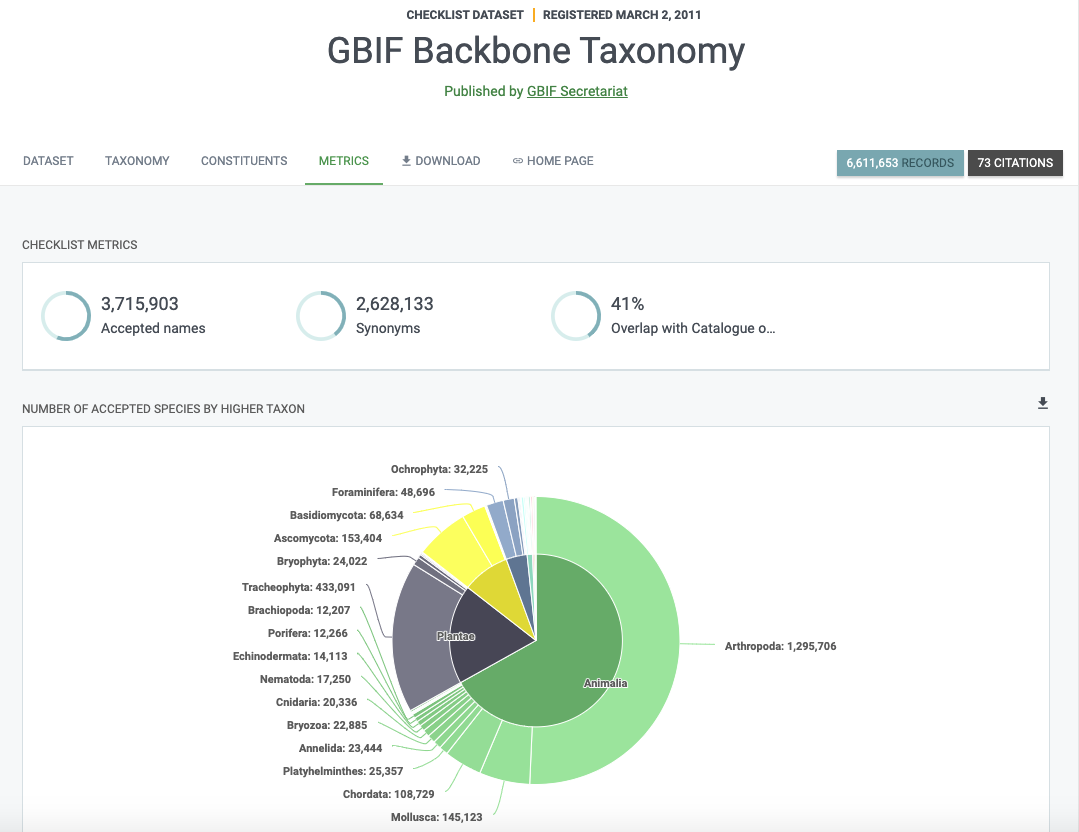 CHECKLIST DATASET | REGISTERED MARCH 2, 2011
GBIF Backbone Taxonomy
Published by GBIF Secretariat
DATASET TAXONOMY CONSTITUENTS METRICS DOWNLOAD HOME PAGE 6,611,653 RECORDS 73 CITATIONS
CHECKLIST METRICS
3,715,903 2,628,133 41%
Accepted names Synonyms Overlap with Catalogue o...
NUMBER OF ACCEPTED SPECIES BY HIGHER TAXON
Ochrophyta: 32,225
Foraminifera: 48,696
Basidiomycota: 68,634
Ascomycota: 153,404
Bryophyta: 24,022
Tracheophyta: 433,091
Brachiopoda: 12,207
Porifera: 12,266
Plantae
Arthropoda: 1,295,706
Echinodermata: 14,113
Nematoda: 17,250
Animalia
Cnidaria: 20,336
Bryozoa: 22,885
Annelida: 23,444
Platyhelminthes: 25,357
Chordata: 108,729
Mollusca: 145,123